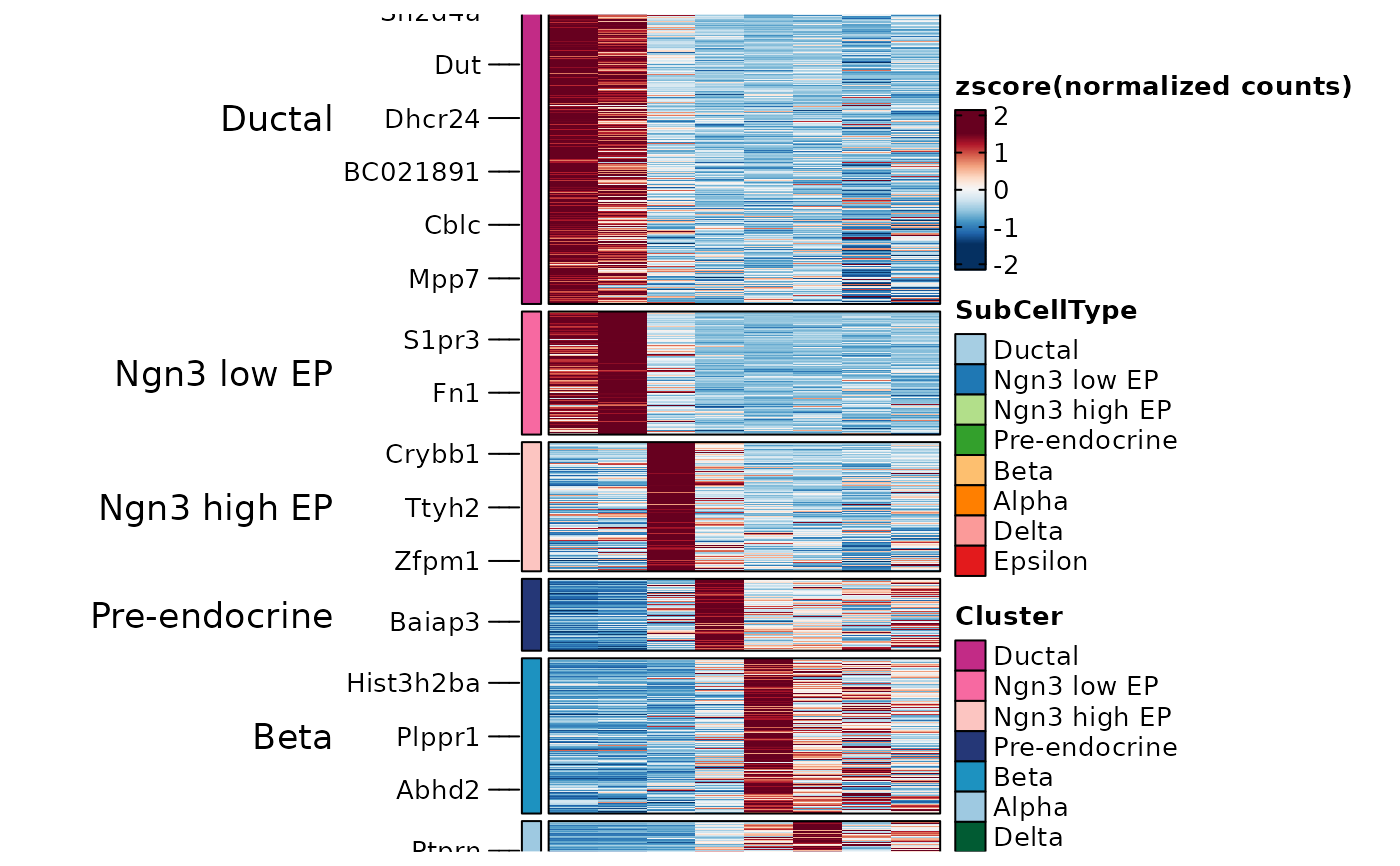 Dut
Ductal
Dhcr24
BC021891
Cblc
Mpp7
S1pr3
Ngn3 low EP
Fn1
Crybb1
Ngn3 high EP
Ttyh2
Zfpm1
Pre-endocrine
Baiap3
Hist3h2ba
Beta
Plppr1
Abhd2
Ptprn
zscore(normalized counts)
2
1
0
-1
-2
SubCellType
Ductal
Ngn3 low EP
Ngn3 high EP
Pre-endocrine
Beta
Alpha
Delta
Epsilon
Cluster
Ductal
Ngn3 low EP
Ngn3 high EP
Pre-endocrine
Beta
Alpha
Delta